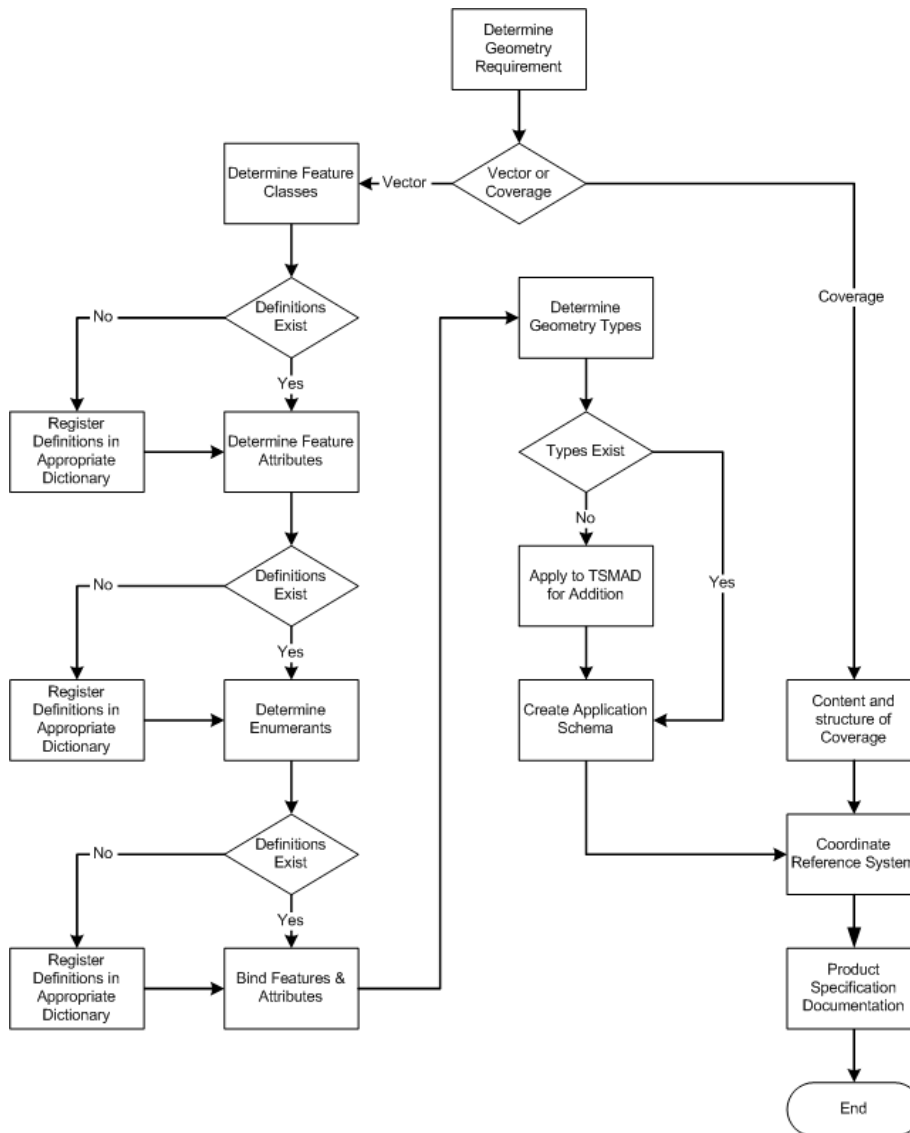 Determine
Geometry
Requirement
Vector or
Coverage
Vector
Determine Feature
Classes
Coverage
Definitions
Exist
No
Yes
Register
Definitions in
Appropriate
Dictionary
Determine Feature
Attributes
Definitions
Exist
No
Yes
Register
Definitions in
Appropriate
Dictionary
Determine
Enumerants
Definitions
Exist
No
Yes
Register
Definitions in
Appropriate
Dictionary
Bind Features &
Attributes
Determine
Geometry Types
Types Exist
No
Yes
Apply to TSMAD
for Addition
Create Application
Schema
Content and
structure of
Coverage
Coordinate
Reference System
Product
Specification
Documentation
End